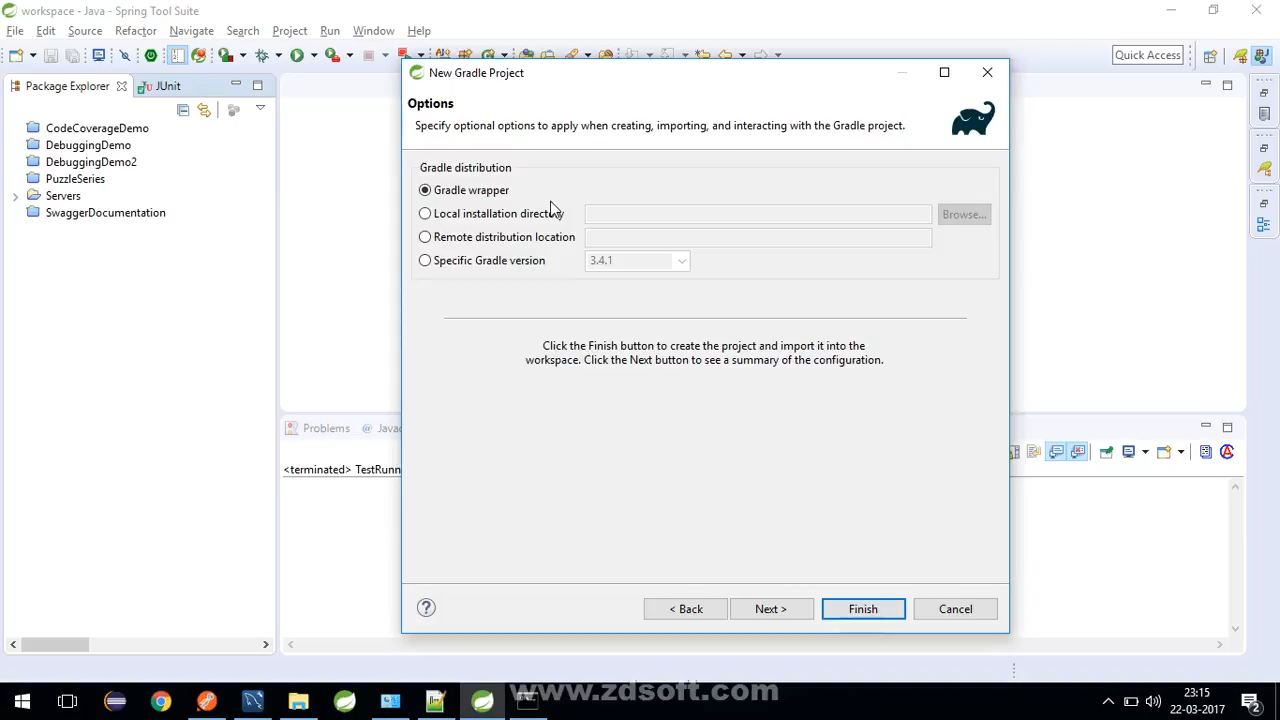 workspace - Java - Spring Tool Suite
File Edit Source Refactor Navigate Search Project Run Window Help
Quick Access
Package Explorer
JUnit
CodeCoverageDemo
DebuggingDemo
DebuggingDemo2
PuzzleSeries
Servers
SwaggerDocumentation
New Gradle Project
Options
Specify optional options to apply when creating, importing, and interacting with the Gradle project.
Gradle distribution
Gradle wrapper
Local installation directory
Browse...
Remote distribution location
Specific Gradle version
3.4.1
Click the Finish button to create the project and import it into the
workspace. Click the Next button to see a summary of the configuration.
?
< Back
Next >
Finish
Cancel
Problems
@ Javac
<terminated> TestRunn
www.zdsoft.com
23:15
22-03-2017
2